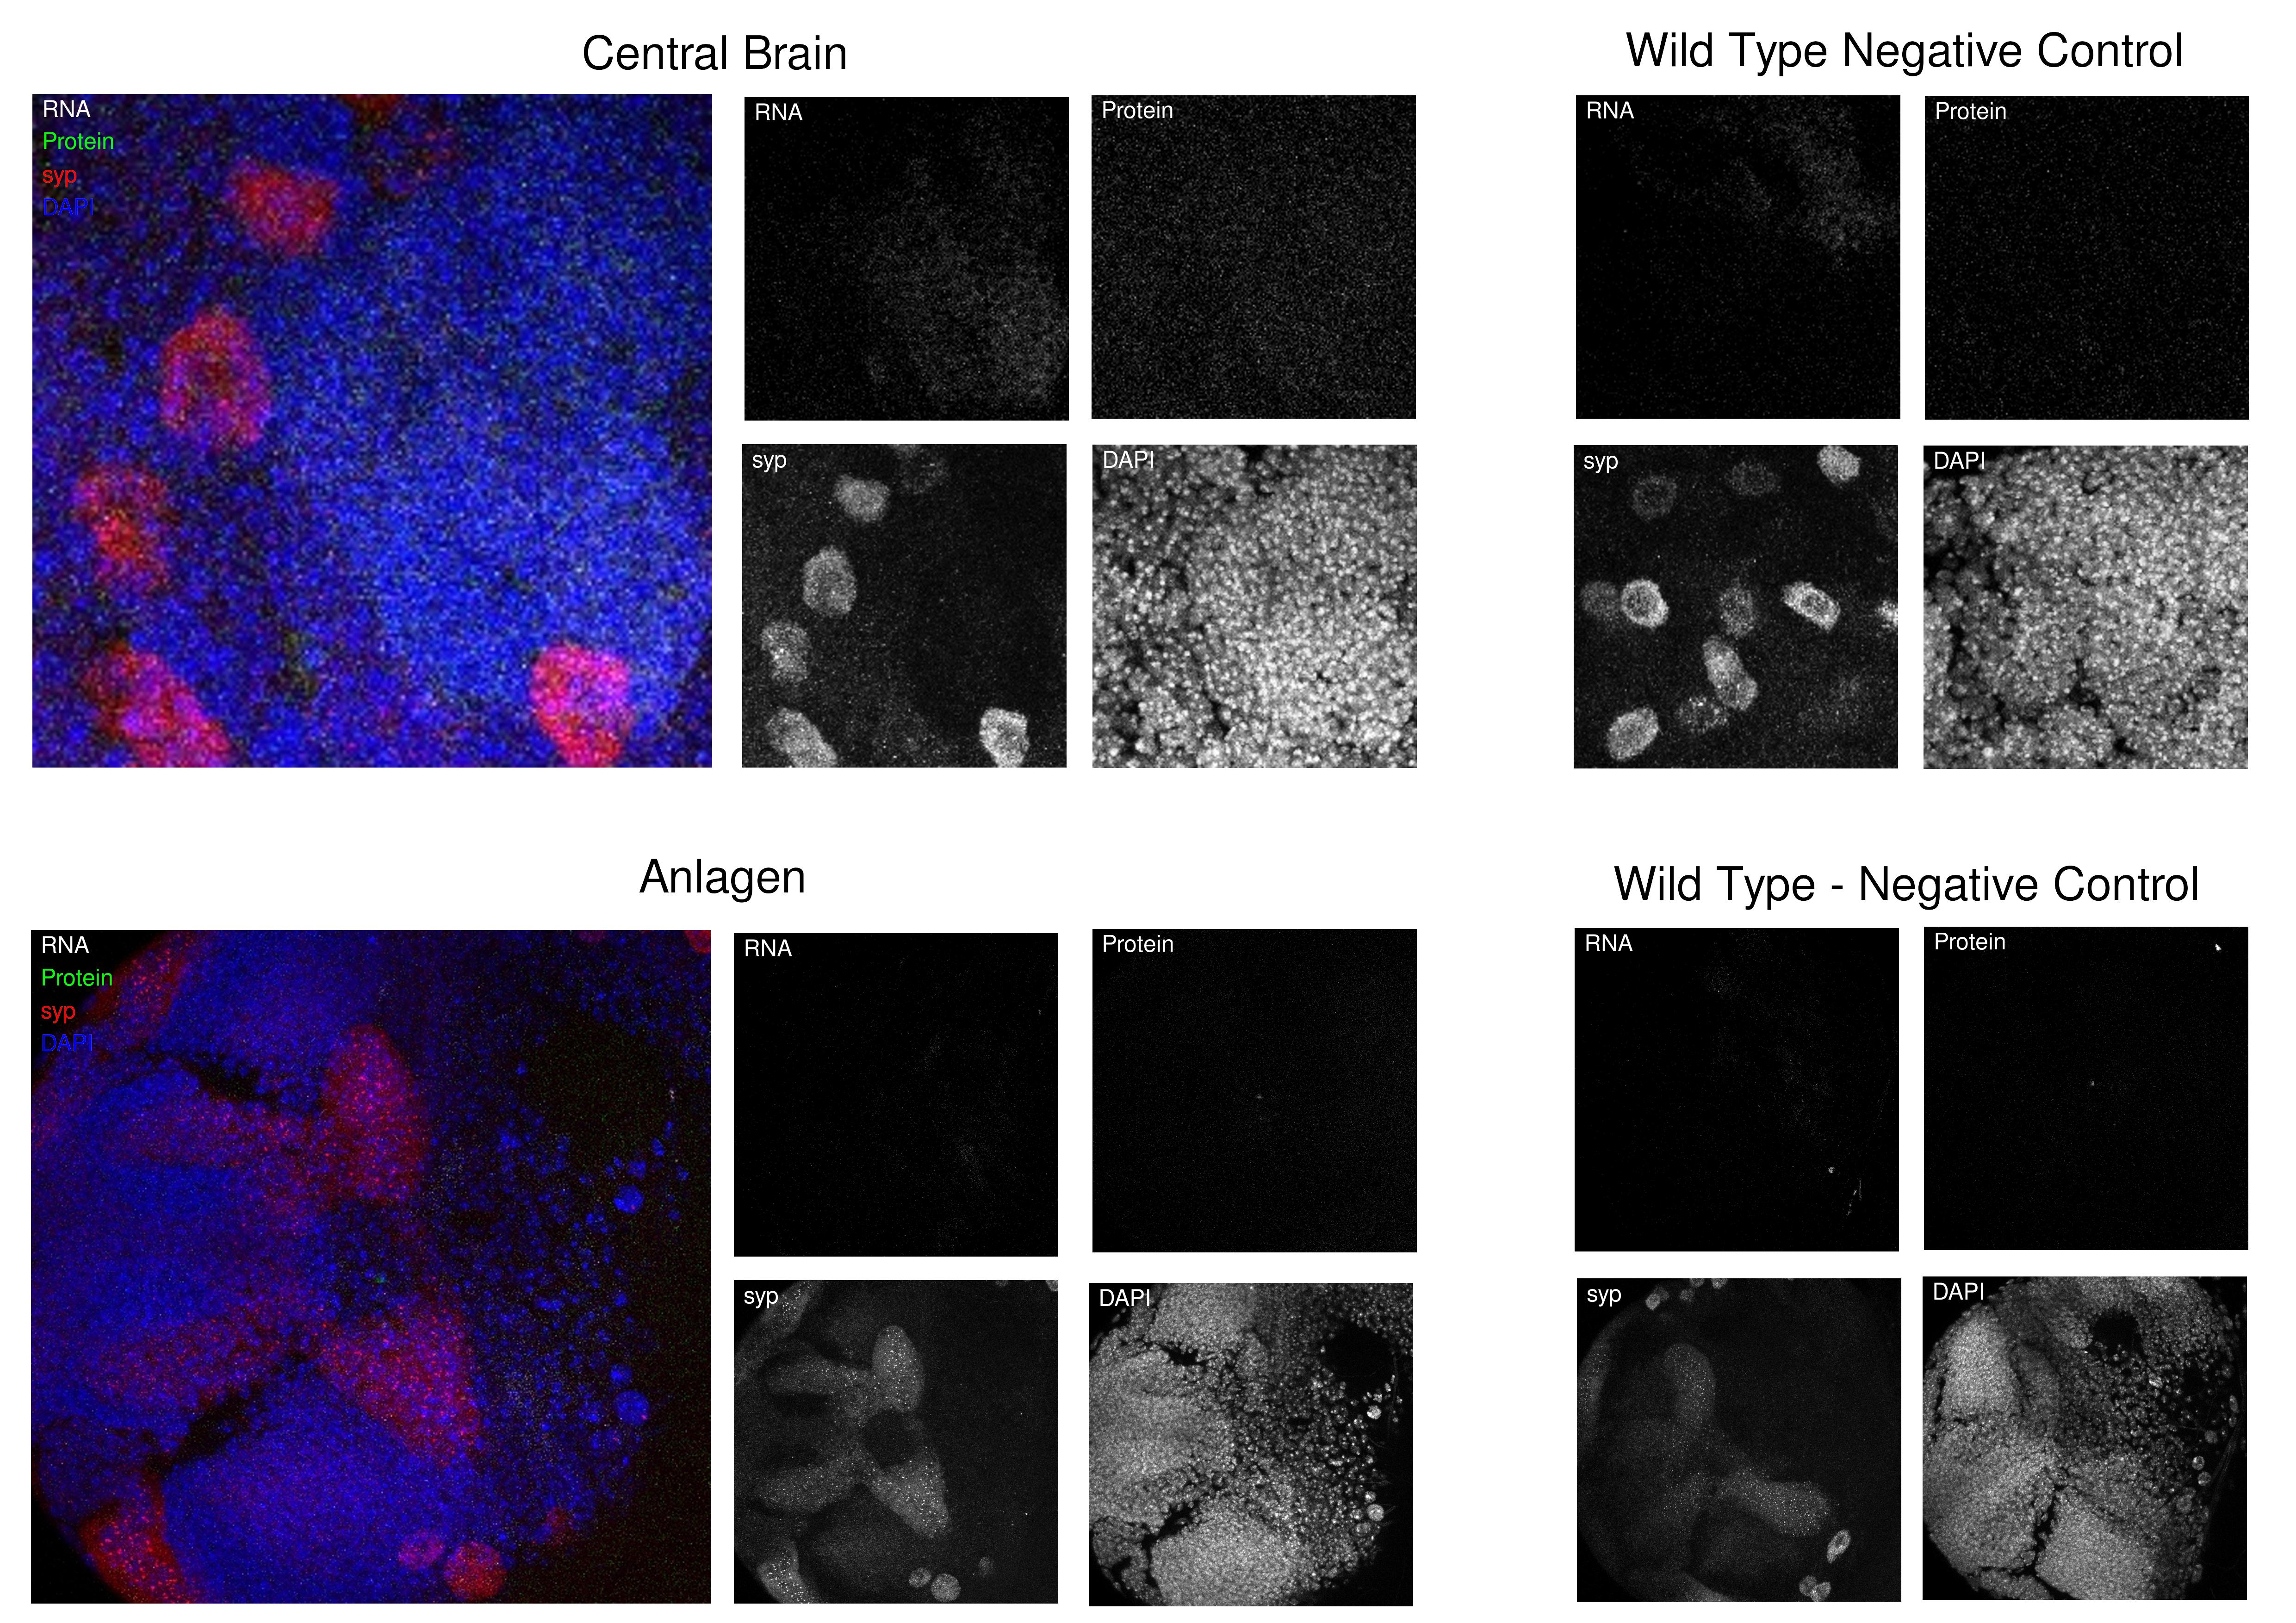 Central Brain
Wild Type Negative Control
RNA
Protein
syp
DAPI
RNA
Protein
syp
DAPI
RNA
Protein
syp
DAPI
Anlagen
Wild Type - Negative Control
RNA
Protein
syp
DAPI
RNA
Protein
syp
DAPI
RNA
Protein
syp
DAPI